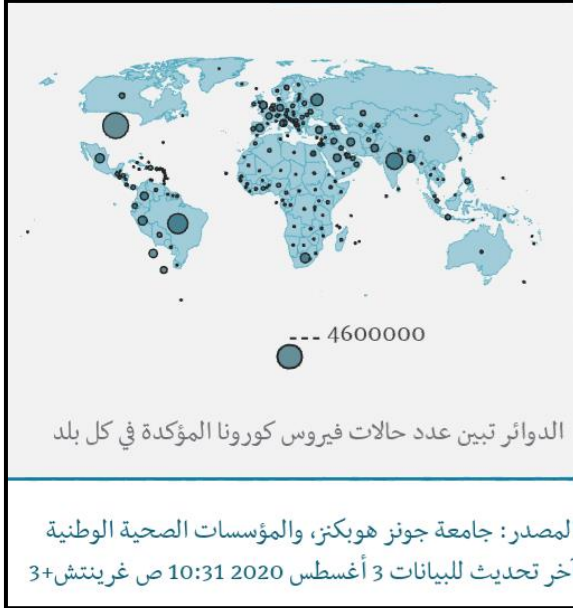 4600000
الدوائر تبين عدد حالات فيروس كورونا المؤكدة في كل بلد
لمصدر: جامعة جونز هوبكنز، والمؤسسات الصحية الوطنية
آخر تحديث للبيانات 3 أغسطس 2020 10:31 ص غرينتش+3